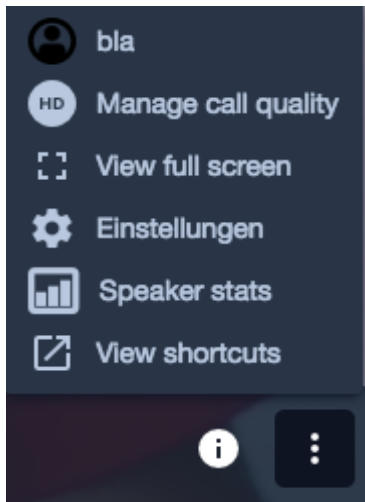 bla
HD Manage call quality
View full screen
Einstellungen
Speaker stats
View shortcuts
i